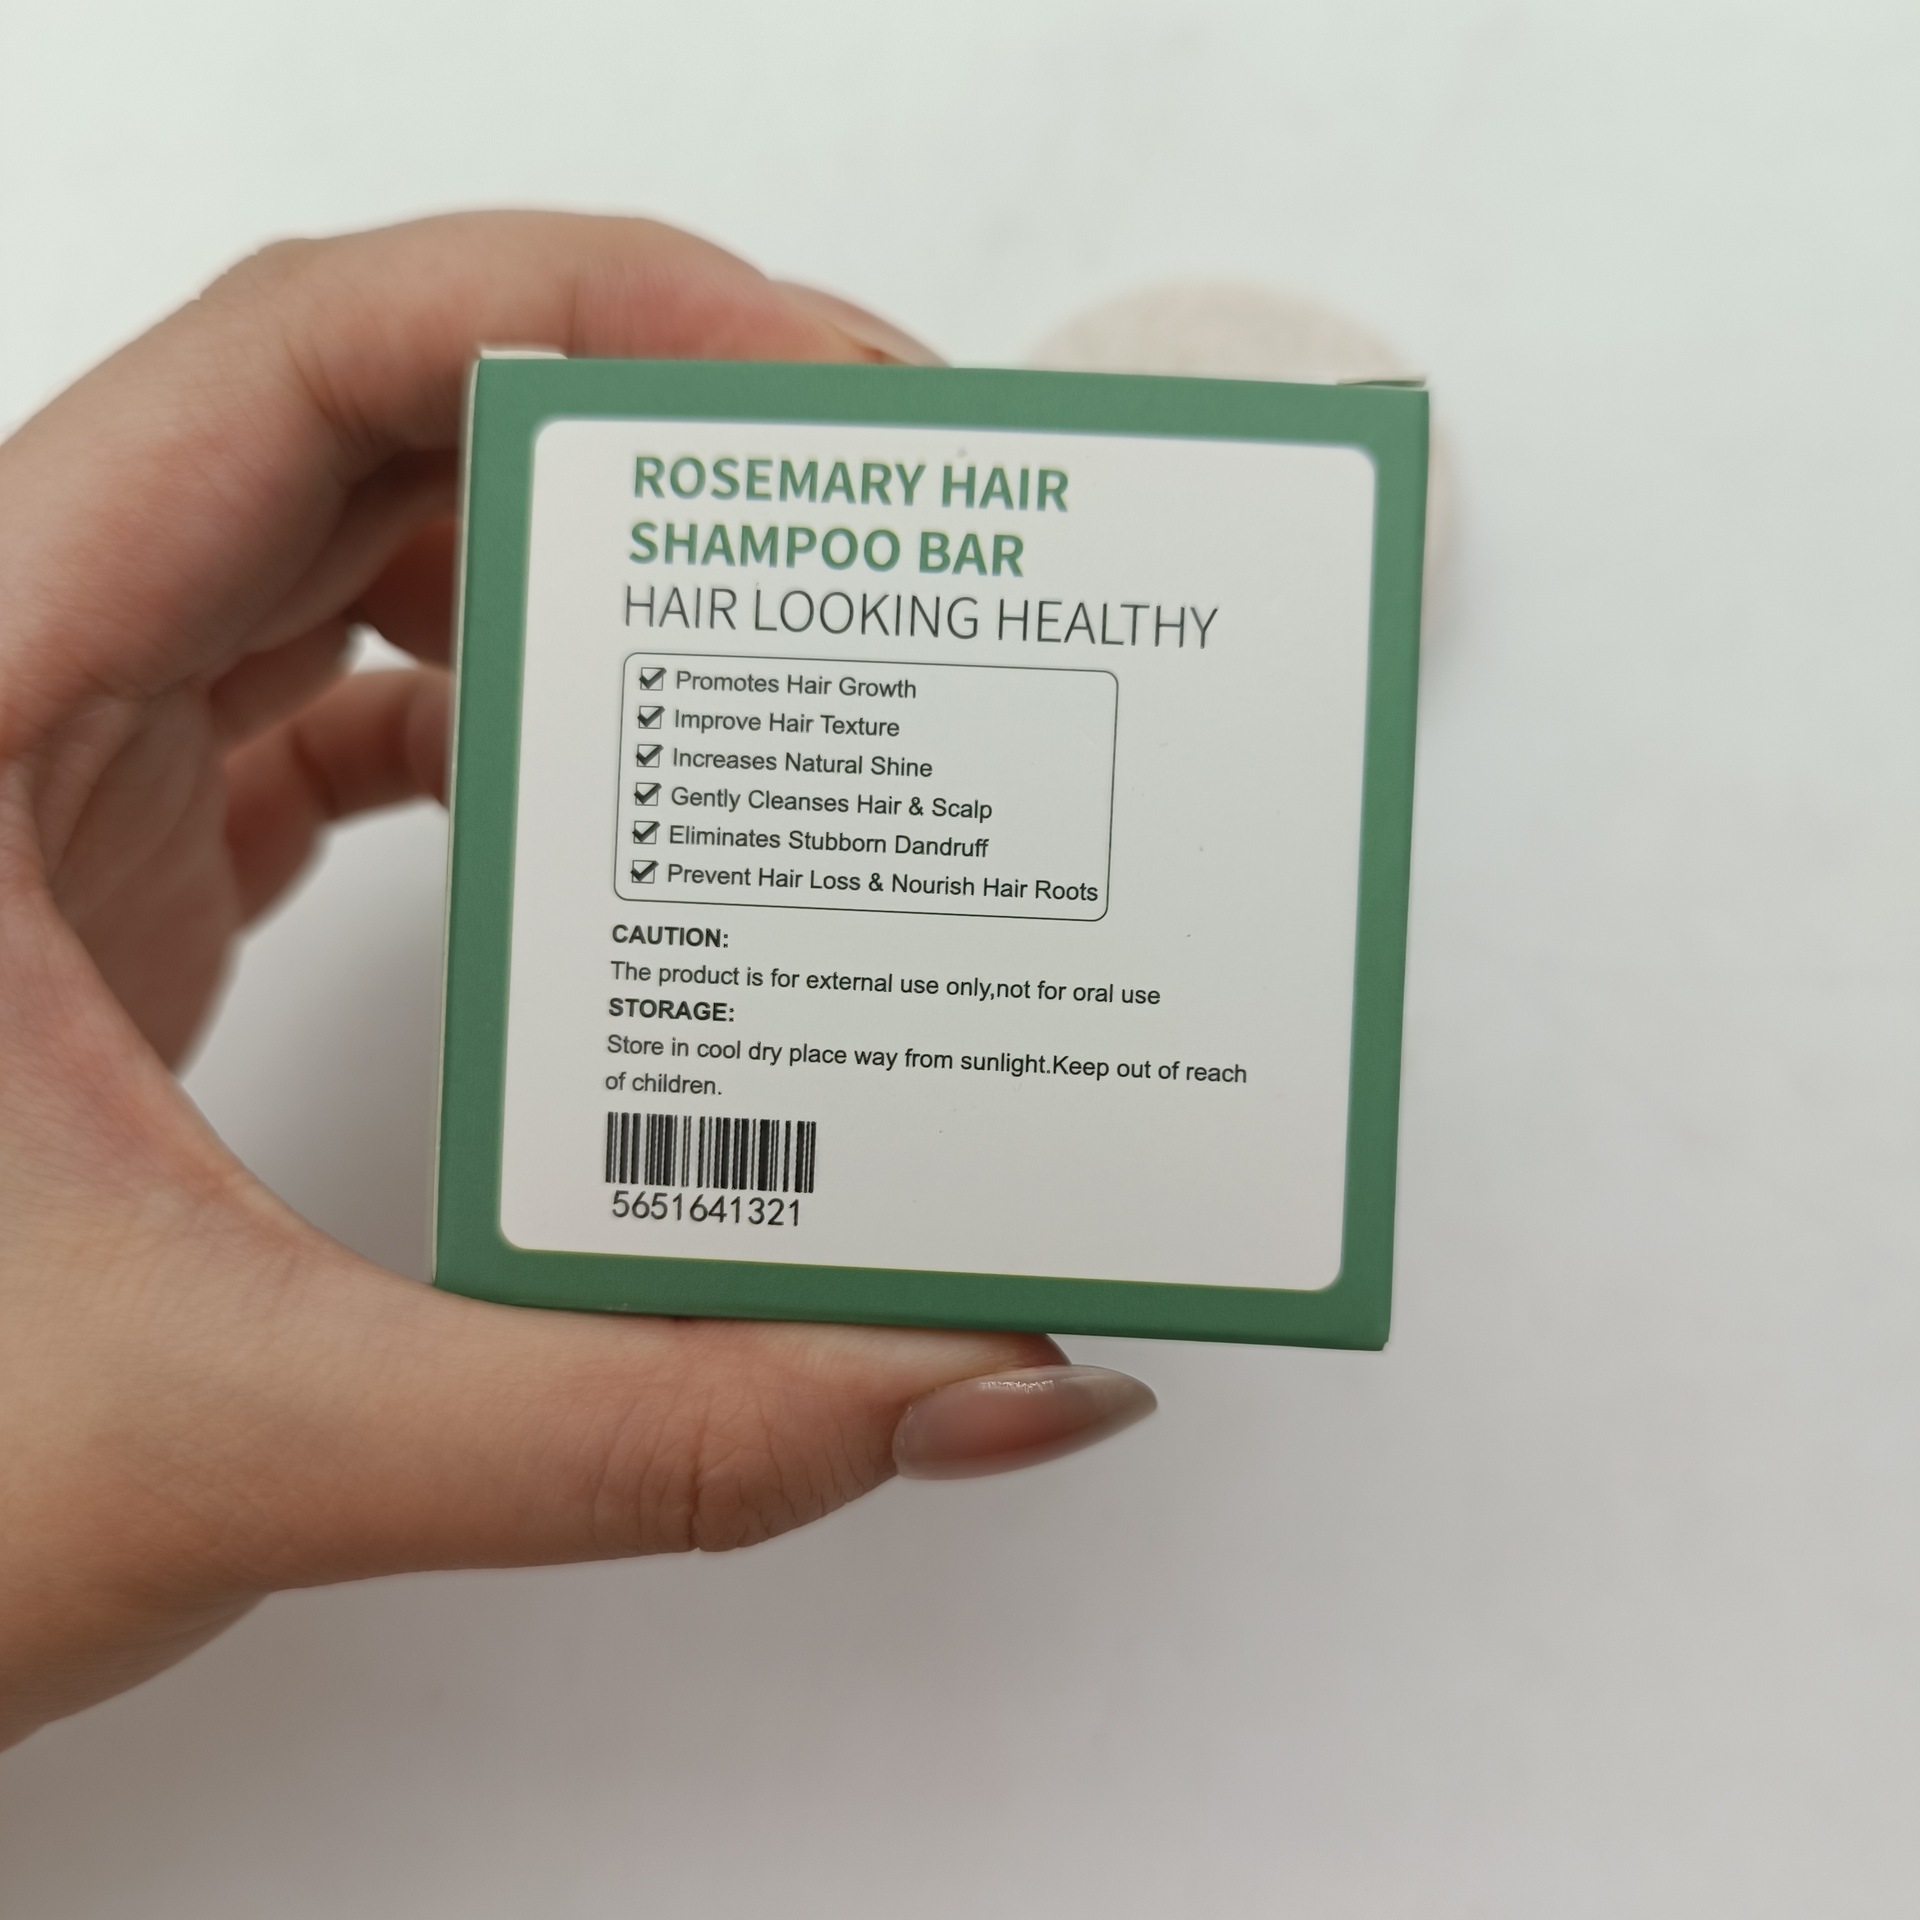 ROSEMARY HAIR
SHAMPOO BAR
HAIR LOOKING HEALTHY
Promotes Hair Growth
Improve Hair Texture
Increases Natural Shine
Gently Cleanses Hair & Scalp
Eliminates Stubborn Dandruff
Prevent Hair Loss & Nourish Hair Roots
CAUTION:
The product is for external use only,not for oral use
STORAGE:
Store in cool dry place way from sunlight.Keep out of reach
of children.
5651641321